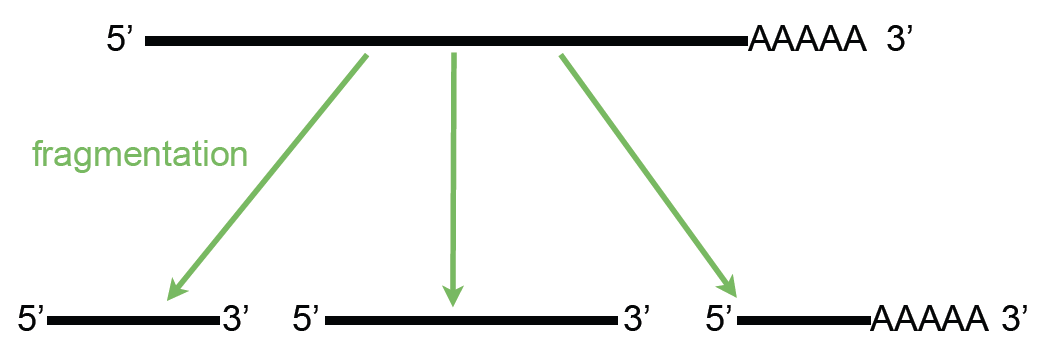 5’ AAAAA 3’
fragmentation
5’ 3’ 5’ 3’ 5’ AAAAA 3’